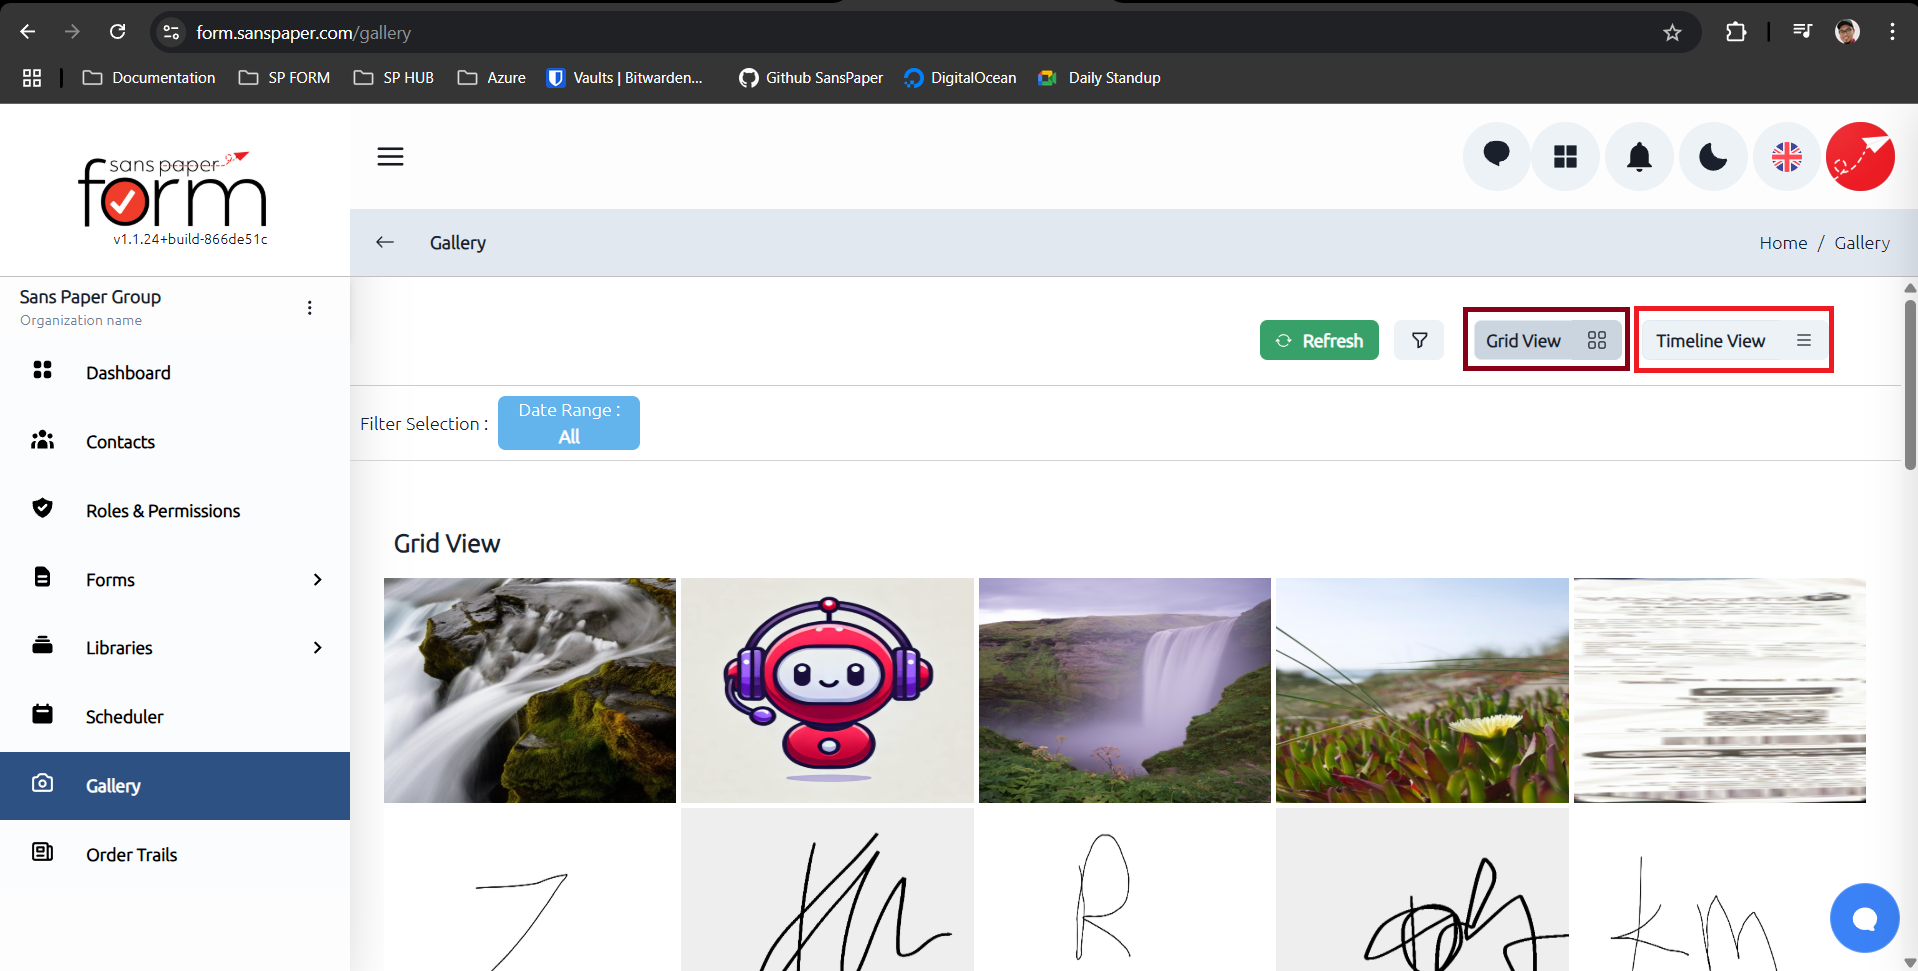 form.sanspaper.com/gallery
Documentation SP FORM SP HUB Azure Vaults | Bitwarden... Github SansPaper DigitalOcean Daily Standup
sans paper
form
v1.1.24+build-866de51c
Gallery
Home / Gallery
Sans Paper Group
Organization name
Dashboard
Contacts
Roles & Permissions
Forms
Libraries
Scheduler
Gallery
Order Trails
Refresh
Grid View
Timeline View
Filter Selection :
Date Range :
All
Grid View
R